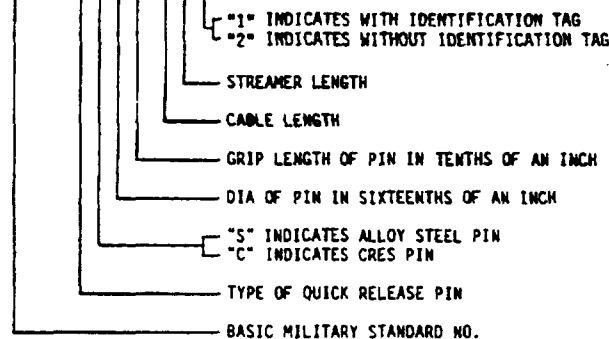 "1" INDICATES WITH IDENTIFICATION TAG
"2" INDICATES WITHOUT IDENTIFICATION TAG
STREAMER LENGTH
CABLE LENGTH
GRIP LENGTH OF PIN IN TENTHS OF AN INCH
DIA OF PIN IN SIXTEENTHS OF AN INCH
"S" INDICATES ALLOY STEEL PIN
"C" INDICATES CRES PIN
TYPE OF QUICK RELEASE PIN
BASIC MILITARY STANDARD NO.